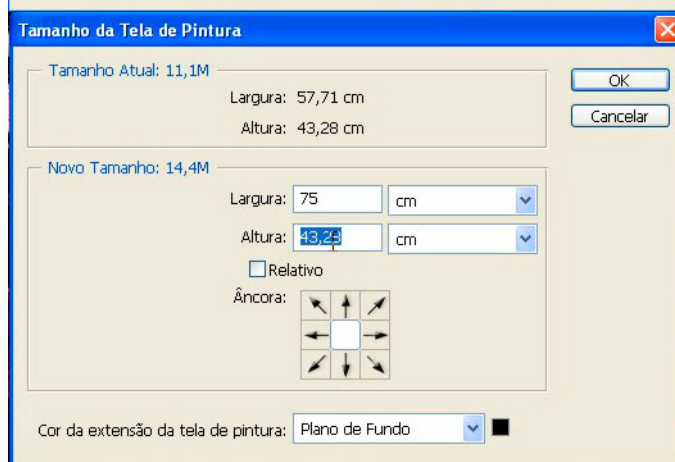 Tamanho da Tela de Pintura
Tamanho Atual: 11,1M
Largura: 57,71 cm
Altura: 43,28 cm
OK
Cancelar
Novo Tamanho: 14,4M
Largura: 75 cm
Altura: 43,28 cm
Relativo
Âncora:
Cor da extensão da tela de pintura: Plano de Fundo